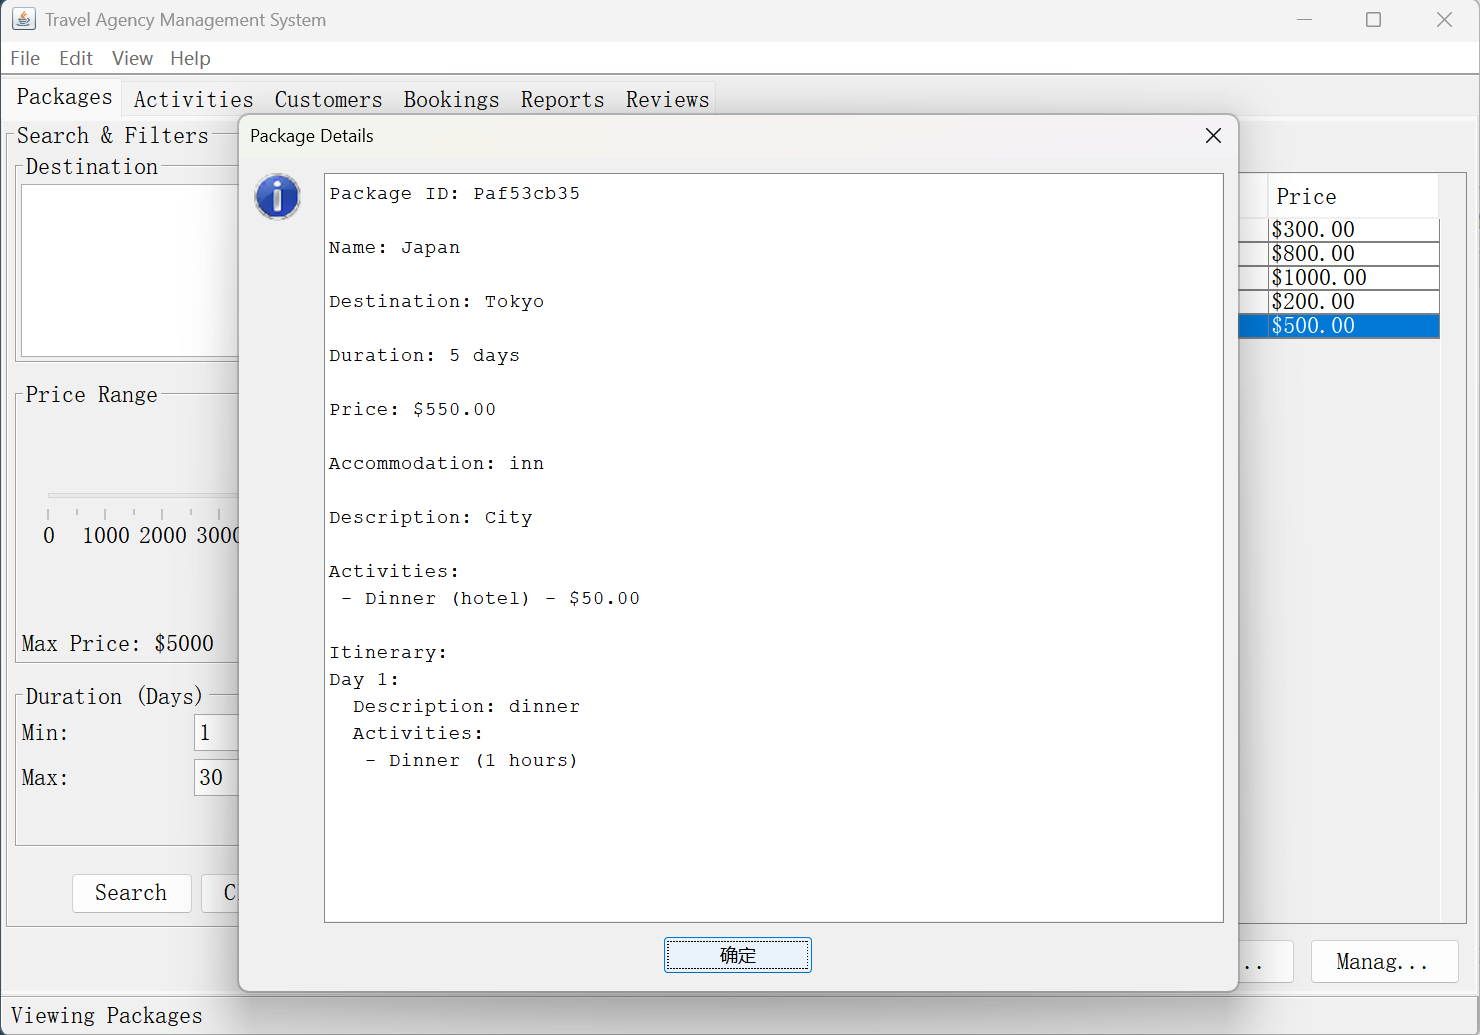 Travel Agency Management System
File Edit View Help
Packages Activities Customers Bookings Reports Reviews
Search & Filters
Destination
Price Range
0 1000 2000 3000
Max Price: $5000
Duration (Days)
Min: 1
Max: 30
Search
Package Details
Package ID: Paf53cb35
Name: Japan
Destination: Tokyo
Duration: 5 days
Price: $550.00
Accommodation: inn
Description: City
Activities:
- Dinner (hotel) - $50.00
Itinerary:
Day 1:
Description: dinner
Activities:
- Dinner (1 hours)
确定
Price
$300.00
$800.00
$1000.00
$200.00
$500.00
..
Manag...
Viewing Packages